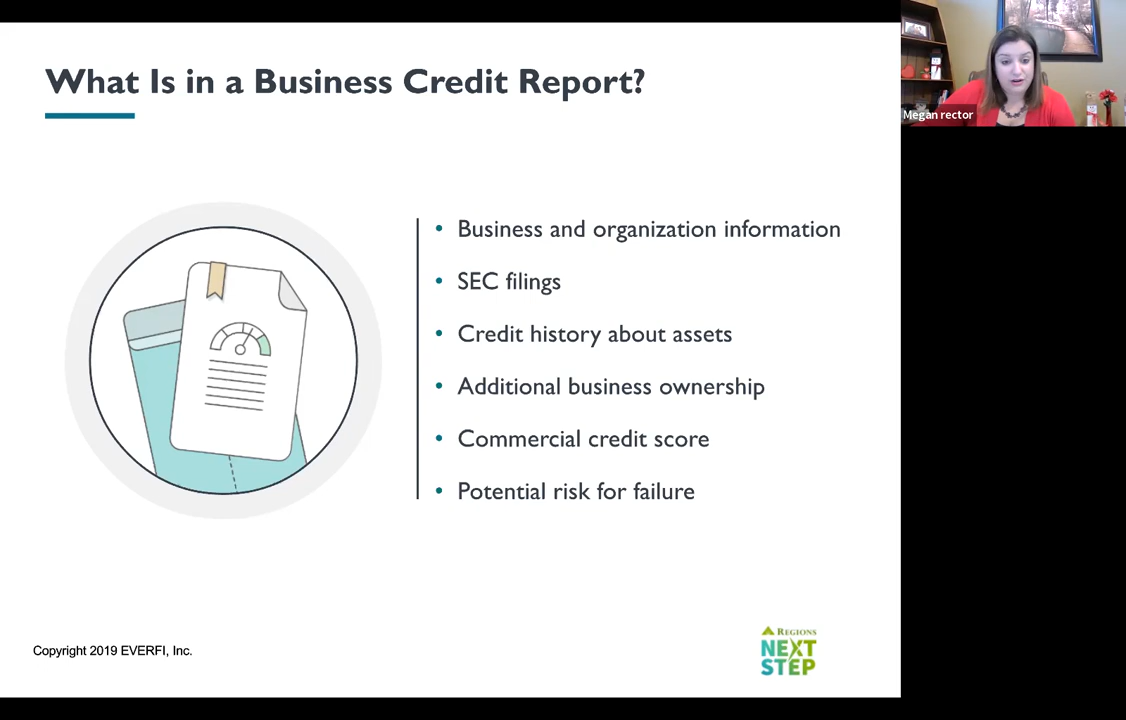 What Is in a Business Credit Report?
Megan rector
• Business and organization information
• SEC filings
• Credit history about assets
• Additional business ownership
• Commercial credit score
• Potential risk for failure
Copyright 2019 EVERFI, Inc.
REGIONS
NEXT
STEP